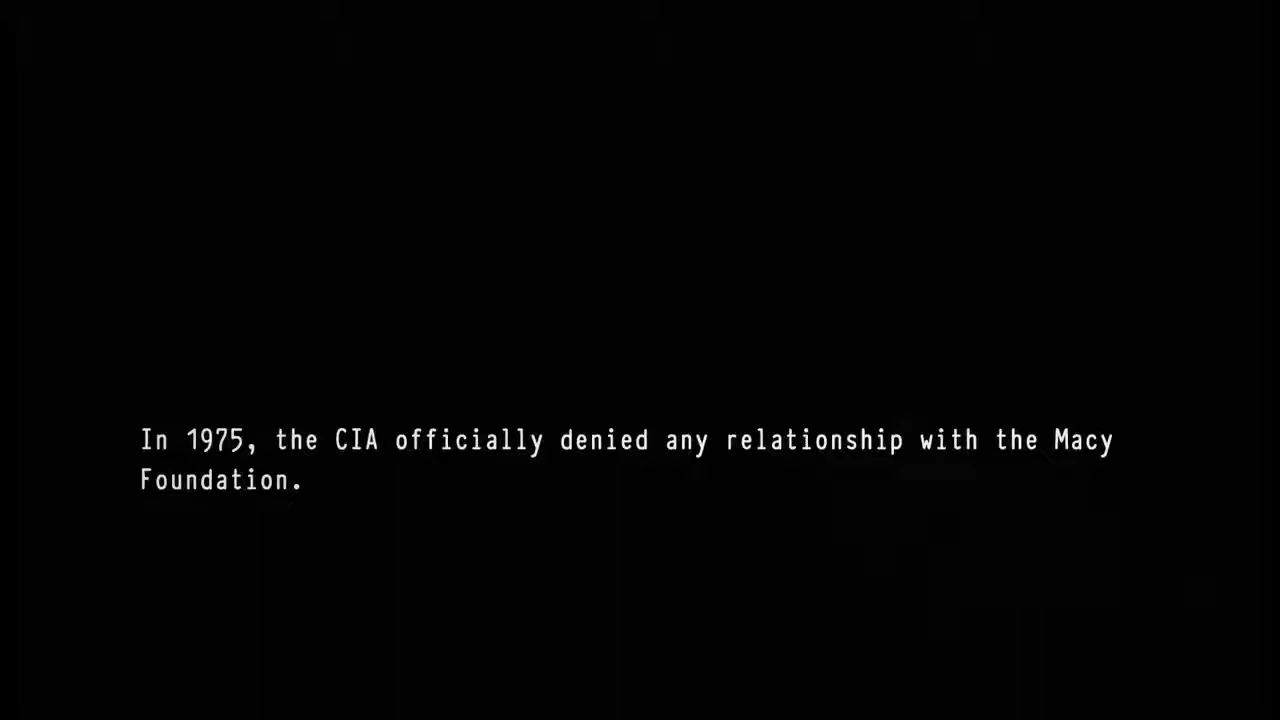 In 1975, the CIA officially denied any relationship with the Macy
Foundation.